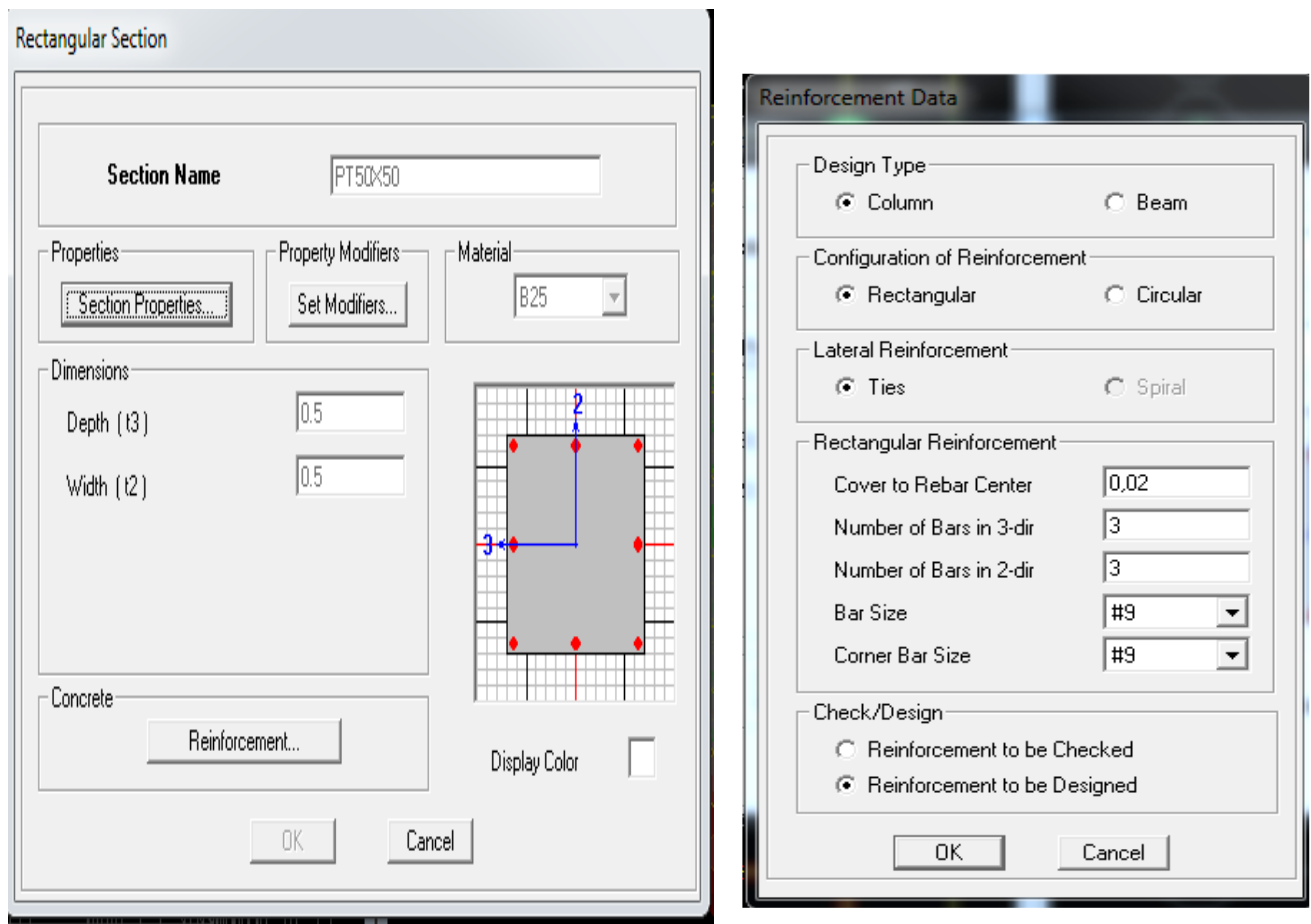 Rectangular Section
Section Name PT50X50
Properties
Section Properties...
Property Modifiers
Set Modifiers...
Material
B25
Dimensions
Depth ( t3 ) 0.5
Width ( t2 ) 0.5
2
3
Concrete
Reinforcement...
Display Color
OK Cancel
Reinforcement Data
Design Type
Column Beam
Configuration of Reinforcement
Rectangular Circular
Lateral Reinforcement
Ties Spiral
Rectangular Reinforcement
Cover to Rebar Center 0,02
Number of Bars in 3-dir 3
Number of Bars in 2-dir 3
Bar Size #9
Corner Bar Size #9
Check/Design
Reinforcement to be Checked
Reinforcement to be Designed
OK Cancel